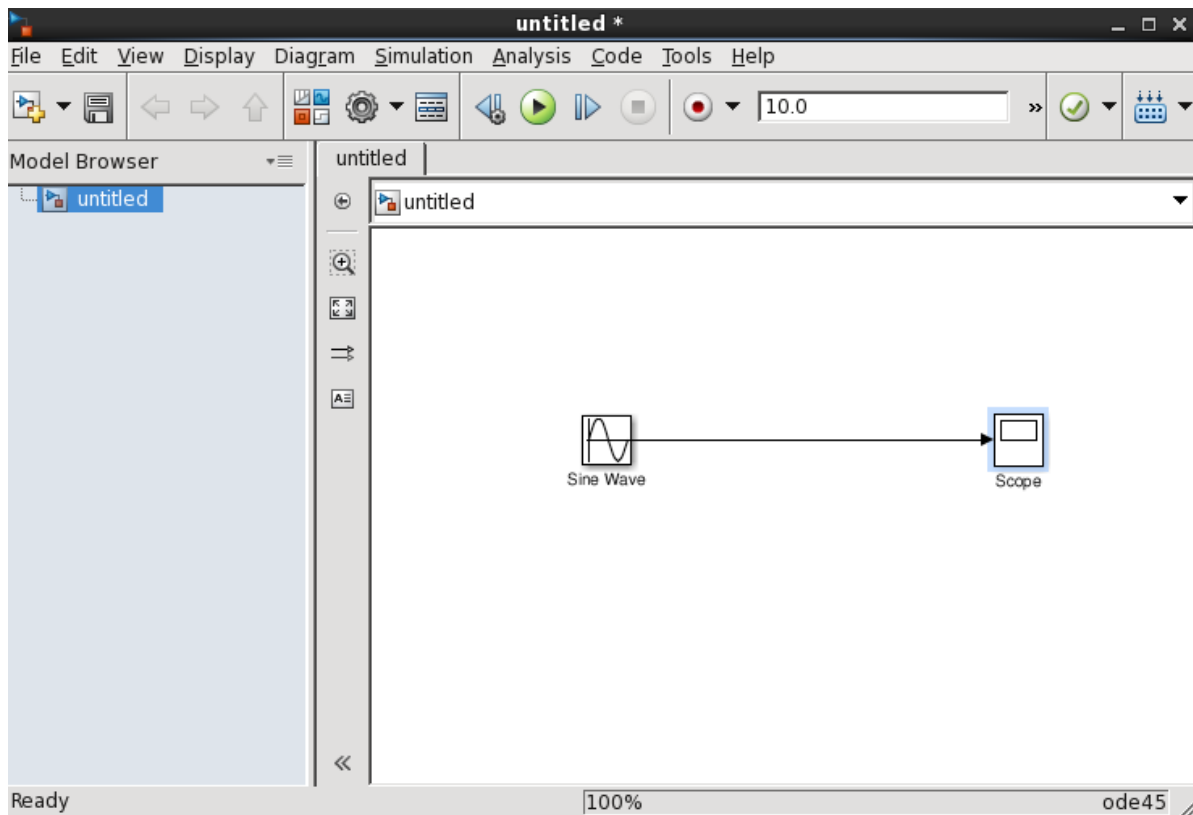 untitled *
File Edit View Display Diagram Simulation Analysis Code Tools Help
10.0 »
Model Browser
untitled
untitled
untitled
Sine Wave
Scope
Ready 100% ode45